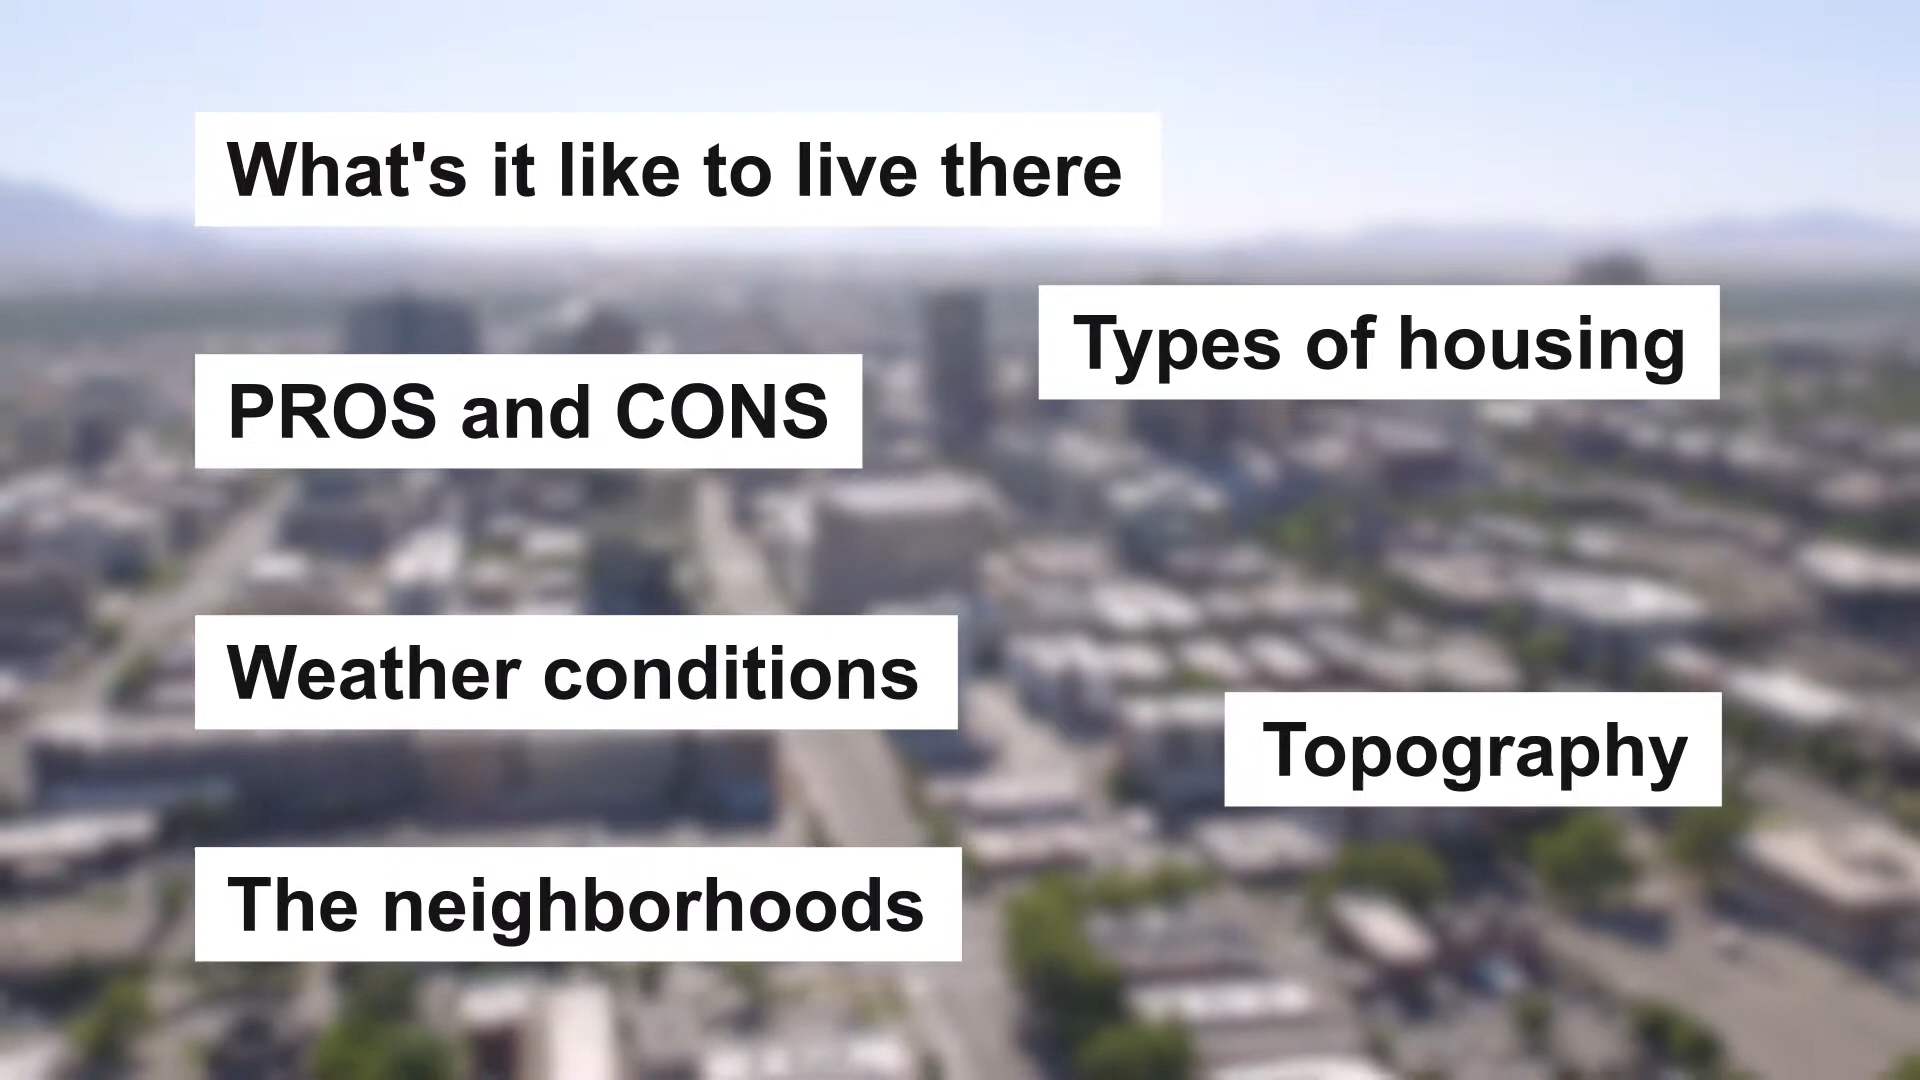 What's it like to live there
Types of housing
PROS and CONS
Weather conditions
Topography
The neighborhoods